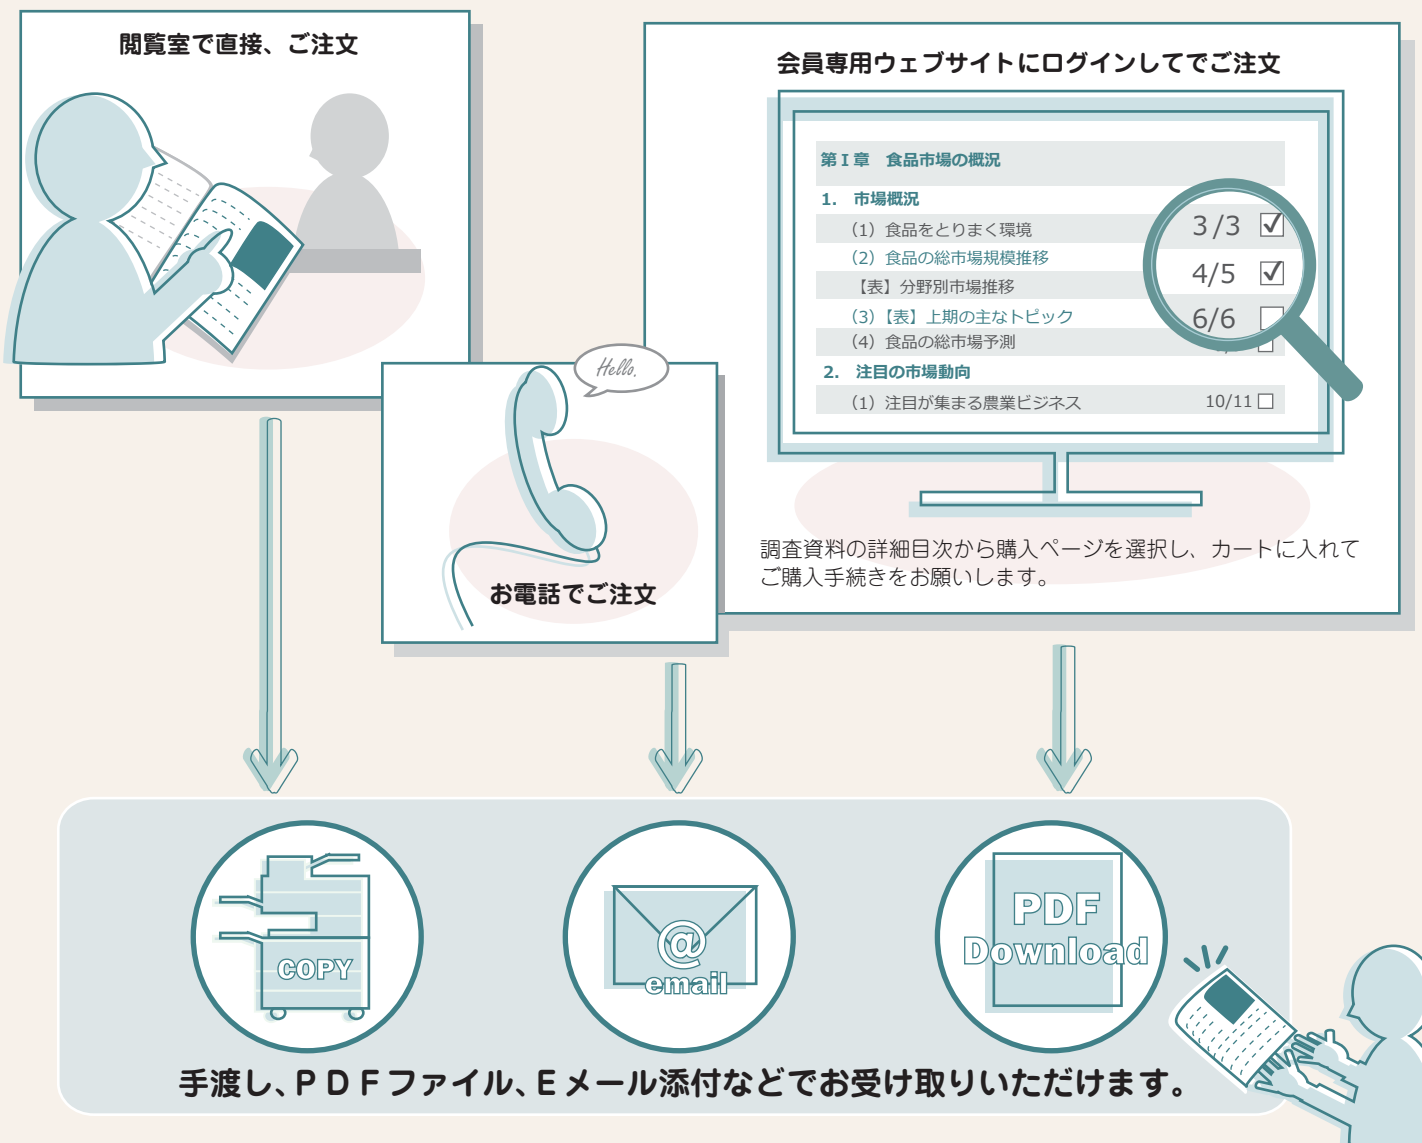 閲覧室で直接、ご注文
会員専用ウェブサイトにログインしてでご注文
第Ⅰ章　食品市場の概況
1.　市場概況
（1）食品をとりまく環境
3/3
（2）食品の総市場規模推移
【表】分野別市場推移
4/5
（3）【表】上期の主なトピック
6/6
（4）食品の総市場予測
2.　注目の市場動向
（1）注目が集まる農業ビジネス
10/11
調査資料の詳細目次から購入ページを選択し、カートに入れて
ご購入手続きをお願いします。
Hello.
お電話でご注文
COPY
@
email
PDF
Download
手渡し、ＰＤＦファイル、Ｅメール添付などでお受け取りいただけます。